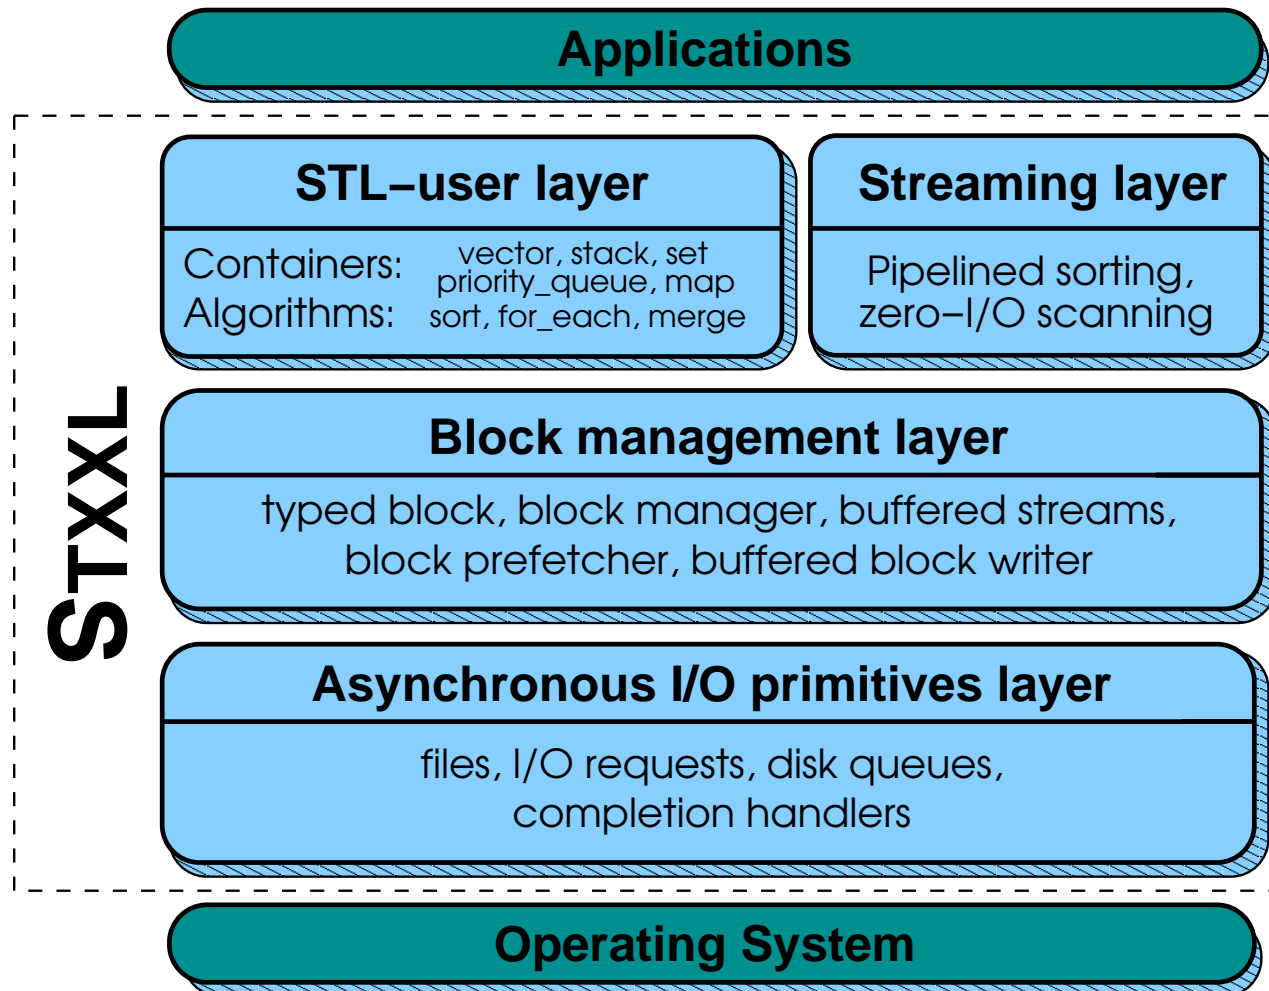 Applications
STXXL
STL–user layer
Containers: vector, stack, set
priority_queue, map
Algorithms: sort, for_each, merge
Streaming layer
Pipelined sorting,
zero–I/O scanning
Block management layer
typed block, block manager, buffered streams,
block prefetcher, buffered block writer
Asynchronous I/O primitives layer
files, I/O requests, disk queues,
completion handlers
Operating System